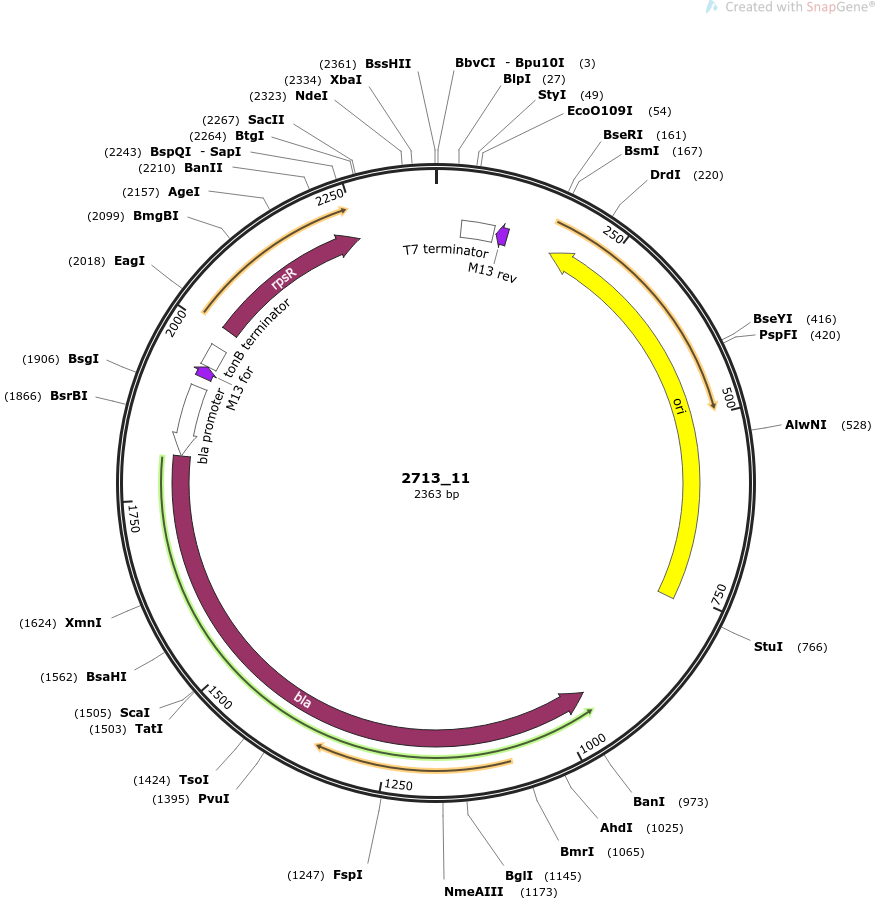 Created with SnapGene®
(2361) BssHII
(2334) XbaI
(2323) NdeI
(2267) SacII
(2264) BtgI
(2243) BspQI - SapI
(2210) BanII
(2157) AgeI
(2099) BmgBI
(2018) EagI
(1906) BsgI
(1866) BsrBI
(1624) XmnI
(1562) BsaHI
(1505) ScaI
(1503) TatI
(1424) TsoI
(1395) PvuI
(1247) FspI
BbvCI - Bpu10I (3)
BlpI (27)
StyI (49)
EcoO109I (54)
BseRI (161)
BsmI (167)
DrdI (220)
BseYI (416)
PspFI (420)
AlwNI (528)
StuI (766)
BanI (973)
AhdI (1025)
BmrI (1065)
BglI (1145)
NmeAIII (1173)
250
500
750
1000
1250
1500
1750
2000
2250
T7 terminator
M13 rev
ori
rpsR
tonB terminator
M13 for
bla promoter
bla
2713_11
2363 bp